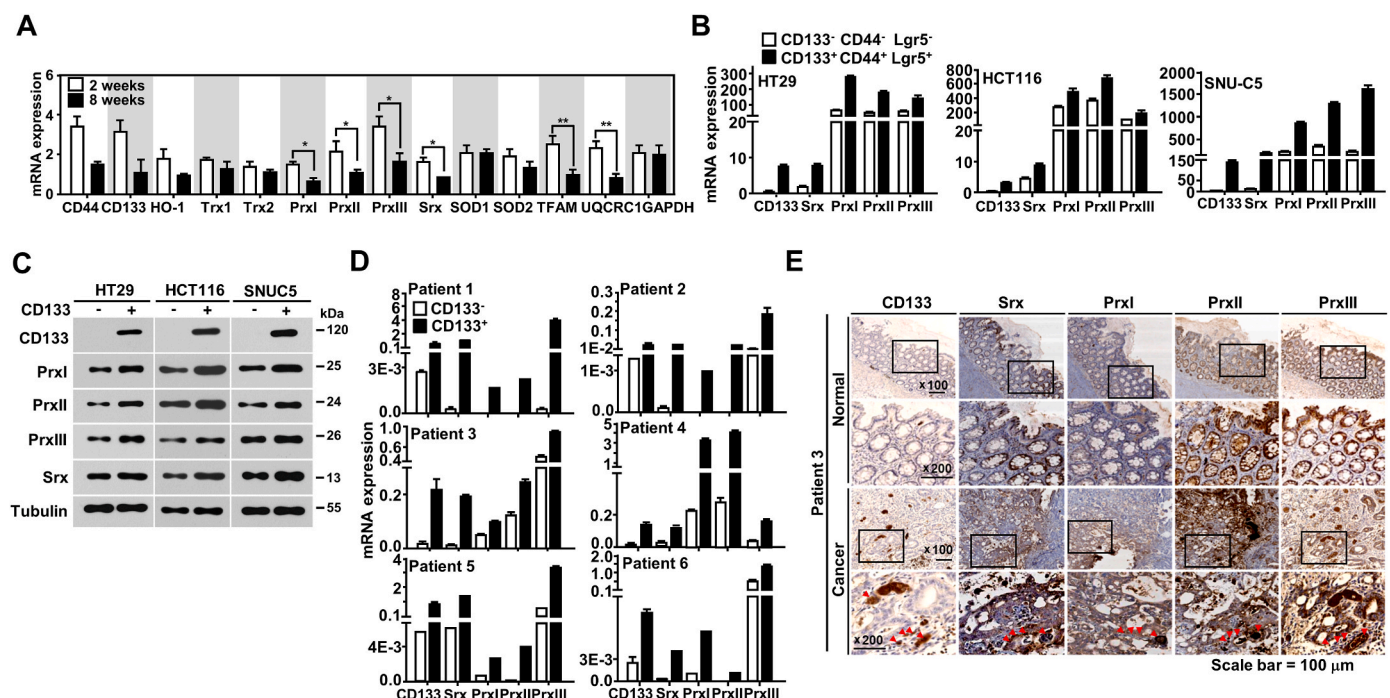 A
mRNA expression
6
4
2
0
2 weeks
8 weeks
*
*
*
*
**
**
CD44 CD133 HO-1 Trx1 Trx2 PrxI PrxII PrxIII Srx SOD1 SOD2 TFAM UQCRC1GAPDH
B
CD133- CD44- Lgr5-
CD133+ CD44+ Lgr5+
mRNA expression
HT29
300
200
100
20
10
0
CD133 Srx PrxI PrxII PrxIII
HCT116
800
600
400
200
20
10
0
CD133 Srx PrxI PrxII PrxIII
SNU-C5
2000
1500
1000
500
150
100
50
0
CD133 Srx PrxI PrxII PrxIII
C
HT29 HCT116 SNUC5
CD133 - + - + - + kDa
CD133 120
PrxI 25
PrxII 24
PrxIII 26
Srx 13
Tubulin 55
D
mRNA expression
Patient 1
CD133-
CD133+
8
6
4
2
0.1
3E-3
0.0
Patient 2
0.3
0.2
0.1
1E-2
1E-3
0.0
Patient 3
1.0
0.8
0.6
0.4
0.2
0.0
Patient 4
5
4
3
2
1
0.2
0.0
Patient 5
6
4
2
0.1
4E-3
0.0
Patient 6
2.0
1.5
1.0
0.5
0.1
3E-3
0.0
CD133 Srx PrxI PrxII PrxIII
CD133 Srx PrxI PrxII PrxIII
E
CD133 Srx PrxI PrxII PrxIII
Patient 3
Normal
x 100
x 200
Cancer
x 100
x 200
Scale bar = 100 μm